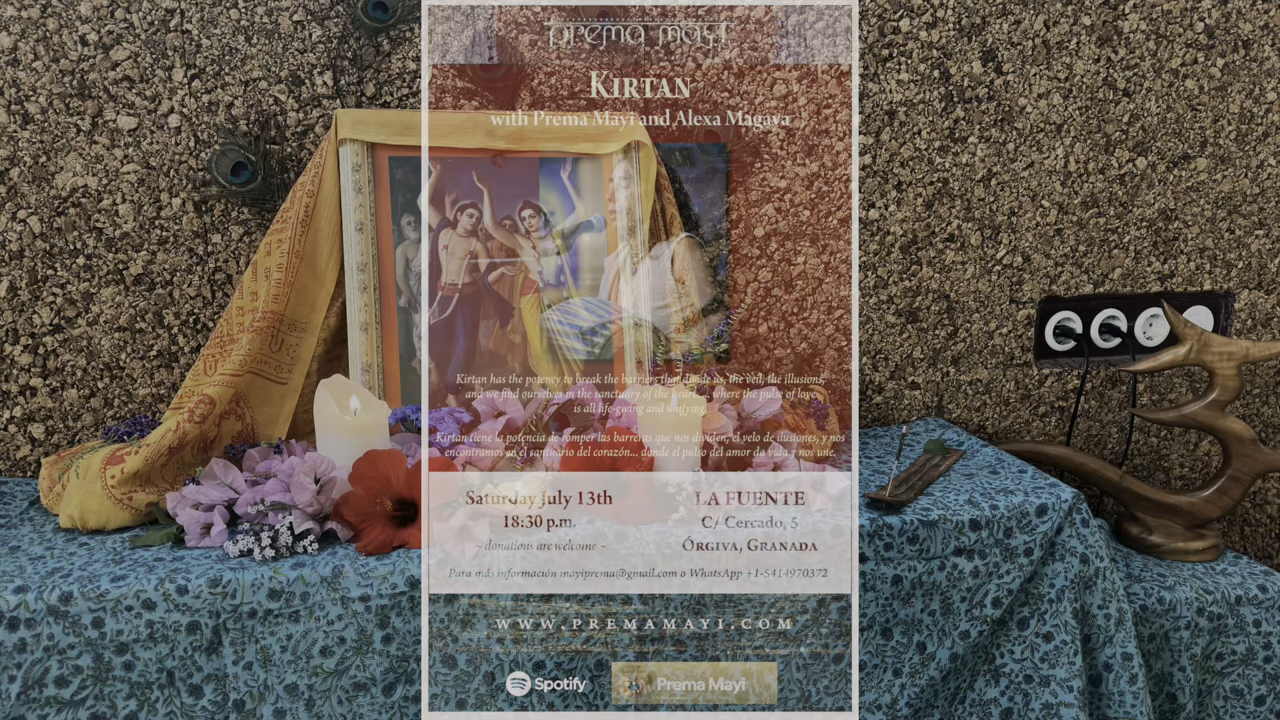 prema mayi
KIRTAN
with Prema Mayi and Alexa Magaya
Kirtan has the potency to break the barriers that divide us, the veil, the illusions,
and we find ourselves in the sanctuary of the heart... where the pulse of love
is all life-giving and unifying.
Kirtan tiene la potencia de romper las barreras que nos dividen, el velo de ilusiones, y nos
encontramos en el santuario del corazón... donde el pulso del amor da vida y nos une.
Saturday July 13th
18:30 p.m.
~ donations are welcome ~
LA FUENTE
C/ Cercado, 5
ÓRGIVA, GRANADA
Para más información mayiprema@gmail.com o WhatsApp +1-5414970372
WWW.PREMAMAYI.COM
Spotify
Prema Mayi